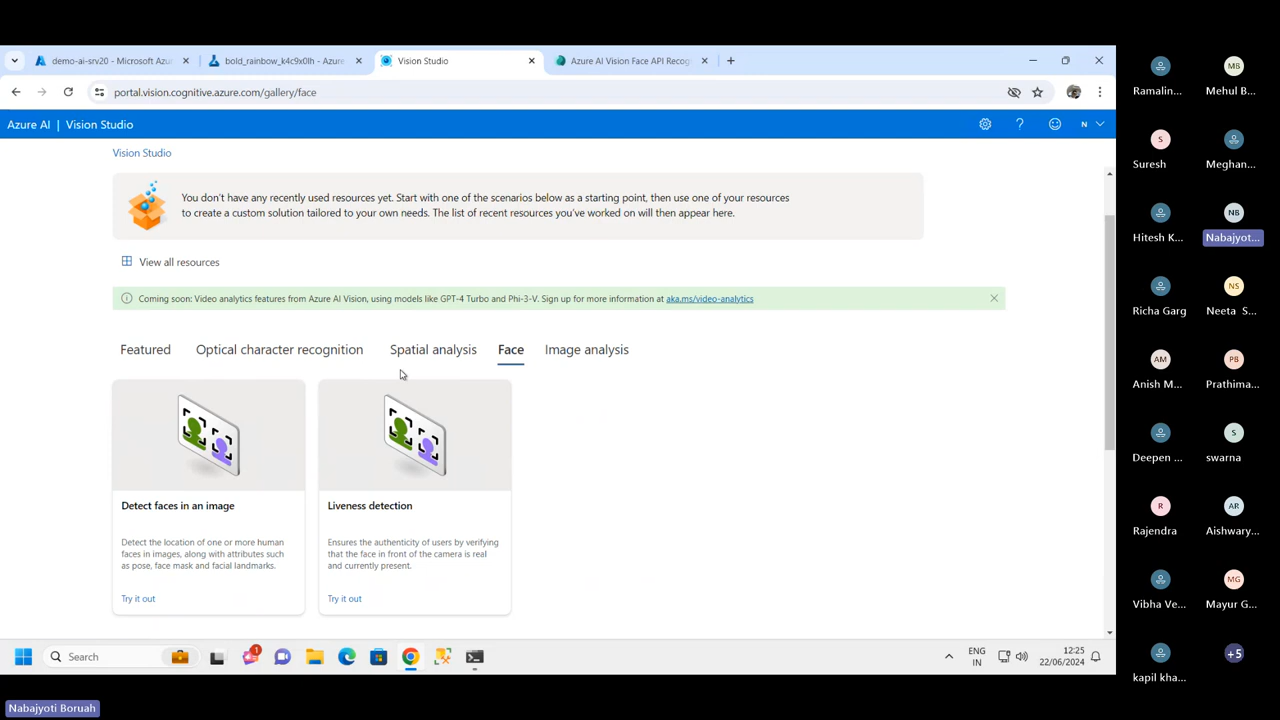 demo-ai-srv20 - Microsoft Azu
bold_rainbow_k4c9x0lh - Azure
Vision Studio
Azure AI Vision Face API Recog
portal.vision.cognitive.azure.com/gallery/face
Azure AI | Vision Studio
N
Vision Studio
You don't have any recently used resources yet. Start with one of the scenarios below as a starting point, then use one of your resources
to create a custom solution tailored to your own needs. The list of recent resources you've worked on will then appear here.
View all resources
Coming soon: Video analytics features from Azure AI Vision, using models like GPT-4 Turbo and Phi-3-V. Sign up for more information at aka.ms/video-analytics
Featured
Optical character recognition
Spatial analysis
Face
Image analysis
Detect faces in an image
Detect the location of one or more human
faces in images, along with attributes such
as pose, face mask and facial landmarks.
Try it out
Liveness detection
Ensures the authenticity of users by verifying
that the face in front of the camera is real
and currently present.
Try it out
Search
1
ENG
IN
12:25
22/06/2024
Nabajyoti Boruah
Ramalin...
MB
Mehul B...
S
Suresh
Meghan...
Hitesh K...
NB
Nabajyot...
Richa Garg
NS
Neeta S...
AM
Anish M...
PB
Prathima...
Deepen ...
S
swarna
R
Rajendra
AR
Aishwary...
Vibha Ve...
MG
Mayur G...
kapil kha...
+5